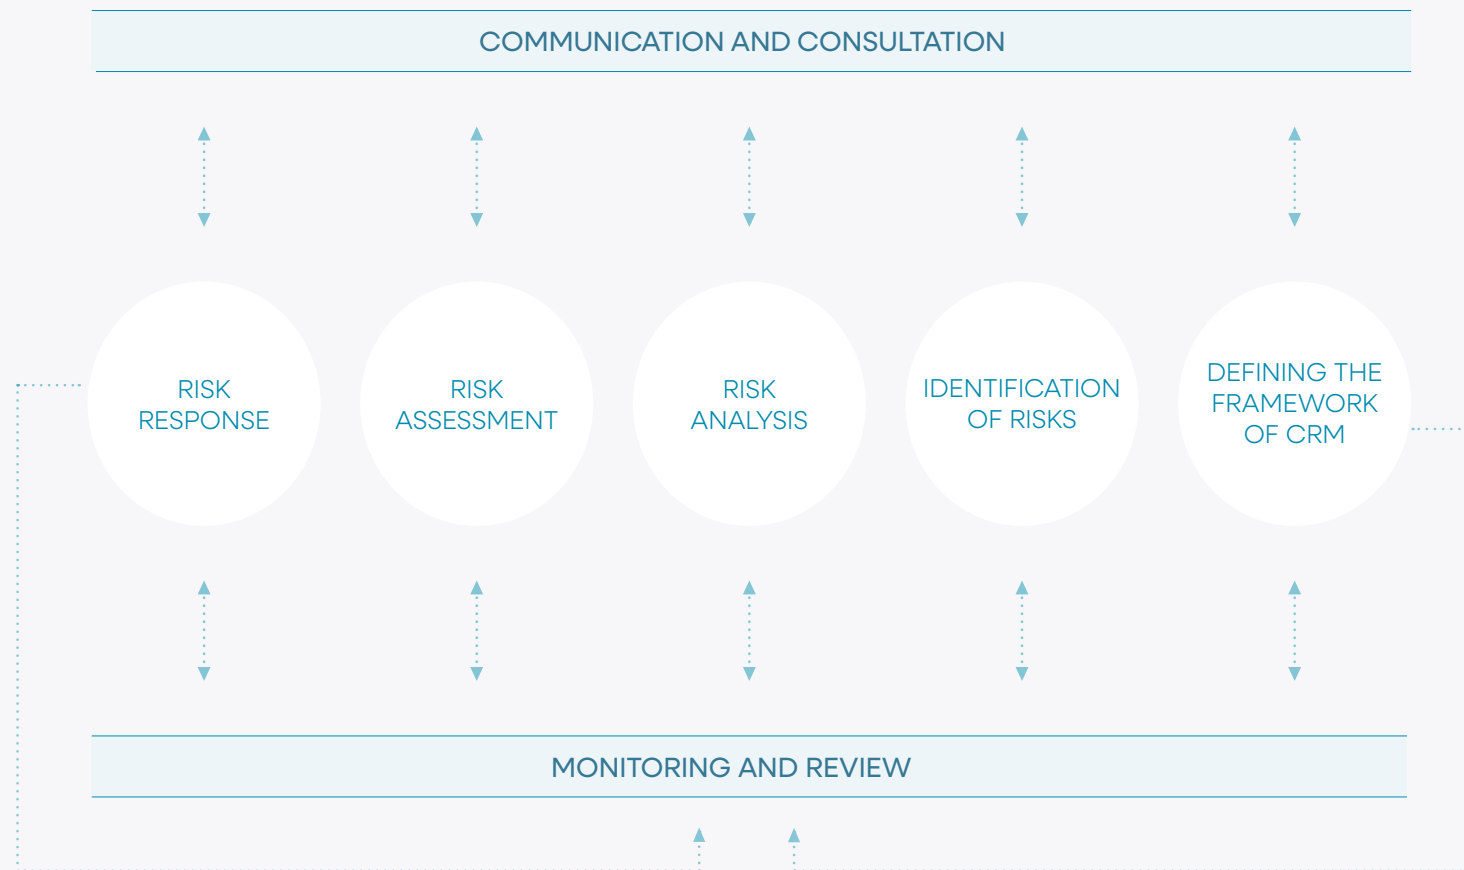 COMMUNICATION AND CONSULTATION
RISK
RESPONSE
RISK
ASSESSMENT
RISK
ANALYSIS
IDENTIFICATION
OF RISKS
DEFINING THE
FRAMEWORK
OF CRM
MONITORING AND REVIEW